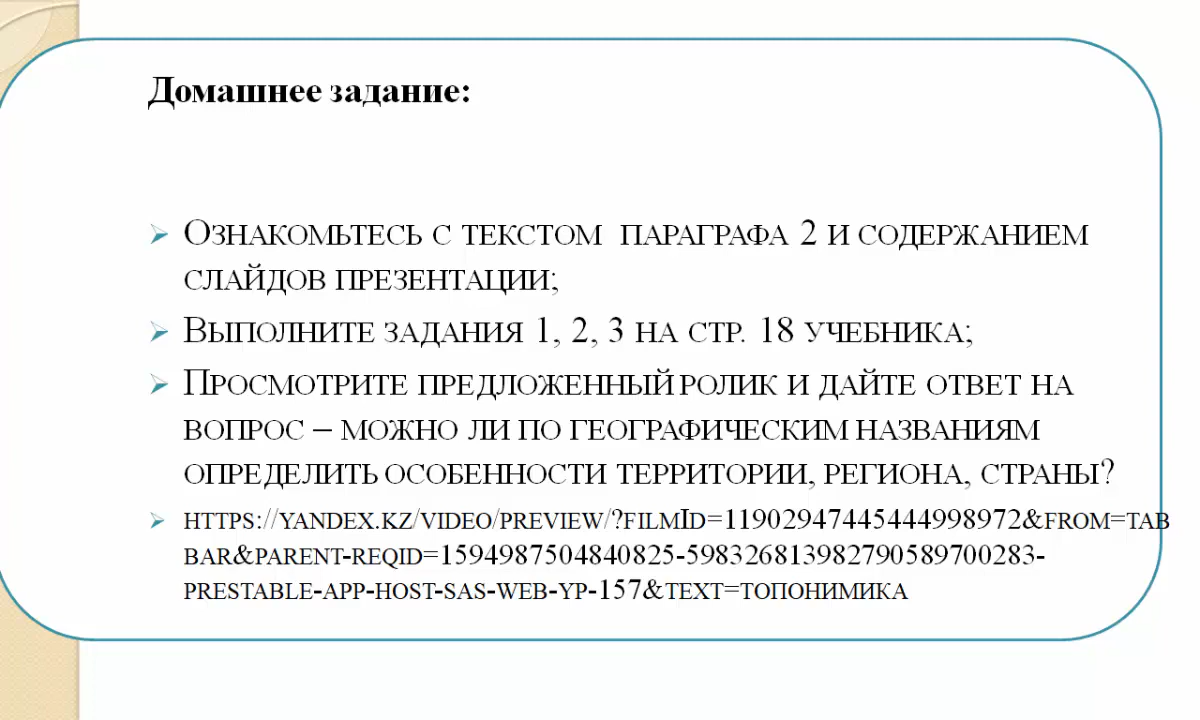 Домашнее задание:
Ознакомьтесь с текстом параграфа 2 и содержанием
слайдов презентации;
Выполните задания 1, 2, 3 на стр. 18 учебника;
Просмотрите предложенный ролик и дайте ответ на
вопрос – можно ли по географическим названиям
определить особенности территории, региона, страны?
https://yandex.kz/video/preview/?filmId=11902947445444998972&from=tab
bar&parent-reqid=1594987504840825-598326813982790589700283-
prestable-app-host-sas-web-yp-157&text=топонимика